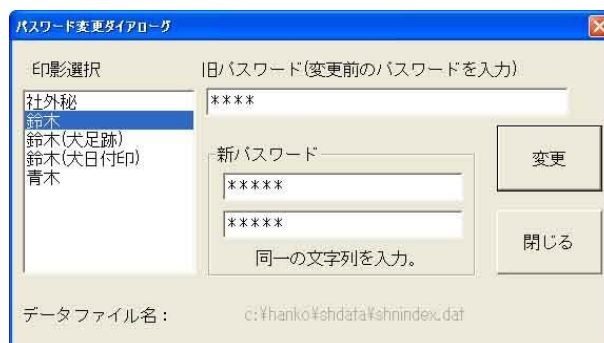 パスワード変更ダイアローグ
印影選択
旧パスワード(変更前のパスワードを入力)
社外秘
鈴木
鈴木(犬足跡)
鈴木(犬日付印)
青木
****
新パスワード
*****
*****
同一の文字列を入力。
変更
閉じる
データファイル名：
c:¥hanko¥shdata¥shnindex.dat